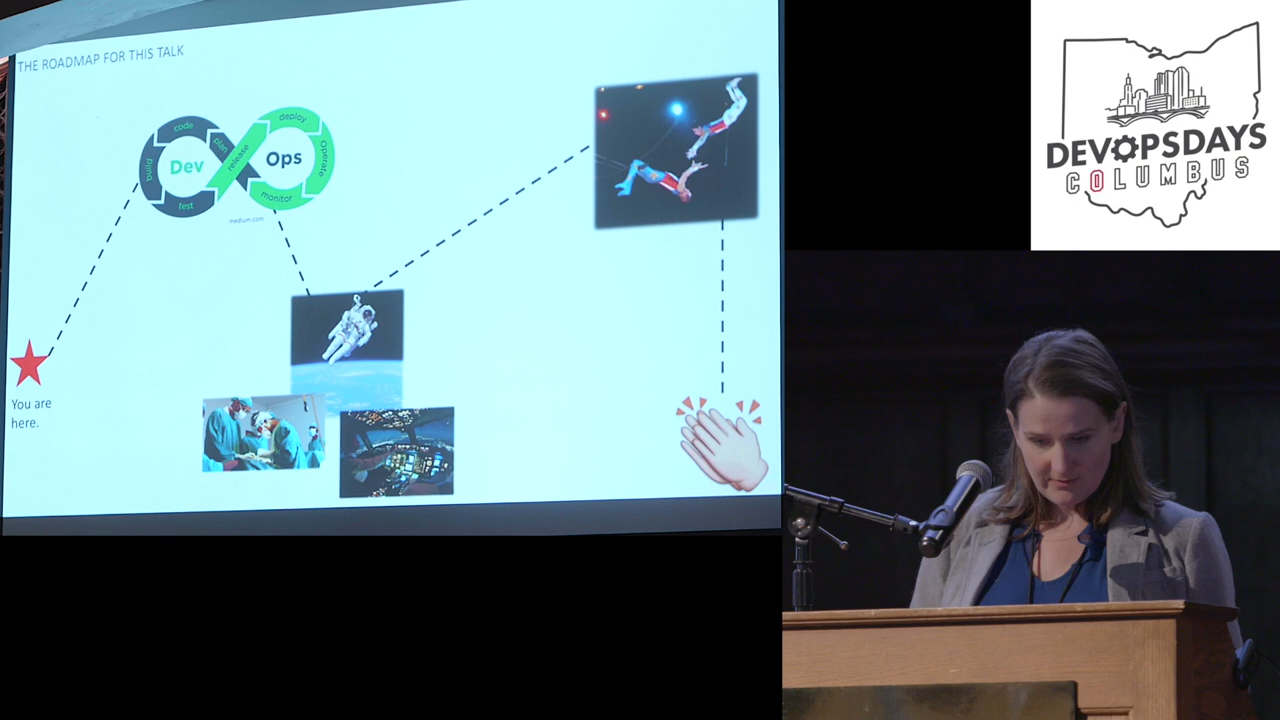 THE ROADMAP FOR THIS TALK
code
deploy
build
plan
release
Operate
Dev
Ops
test
monitor
medium.com
You are
here.
DEVOPSDAYS
COLUMBUS